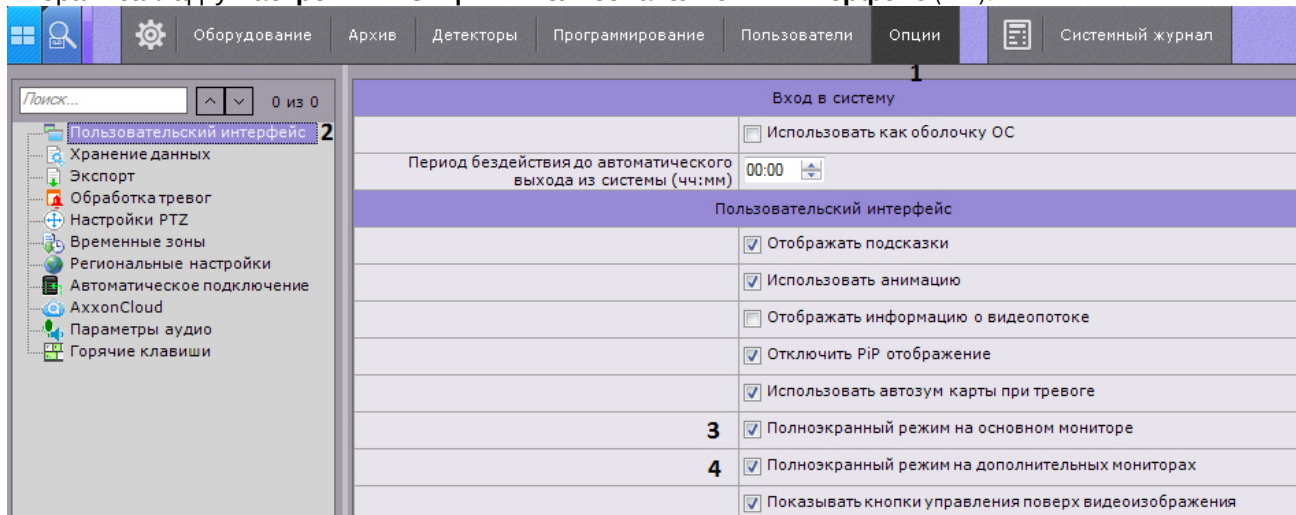 Оборудование Архив Детекторы Программирование Пользователи Опции Системный журнал
1
Поиск... 0 из 0
Пользовательский интерфейс 2
Хранение данных
Экспорт
Обработка тревог
Настройки PTZ
Временные зоны
Региональные настройки
Автоматическое подключение
AxxonCloud
Параметры аудио
Горячие клавиши
Вход в систему
Использовать как оболочку ОС
Период бездействия до автоматического
выхода из системы (чч:мм) 00:00
Пользовательский интерфейс
Отображать подсказки
Использовать анимацию
Отображать информацию о видеопотоке
Отключить PiP отображение
Использовать автозум карты при тревоге
3 Полноэкранный режим на основном мониторе
4 Полноэкранный режим на дополнительных мониторах
Показывать кнопки управления поверх видеоизображения